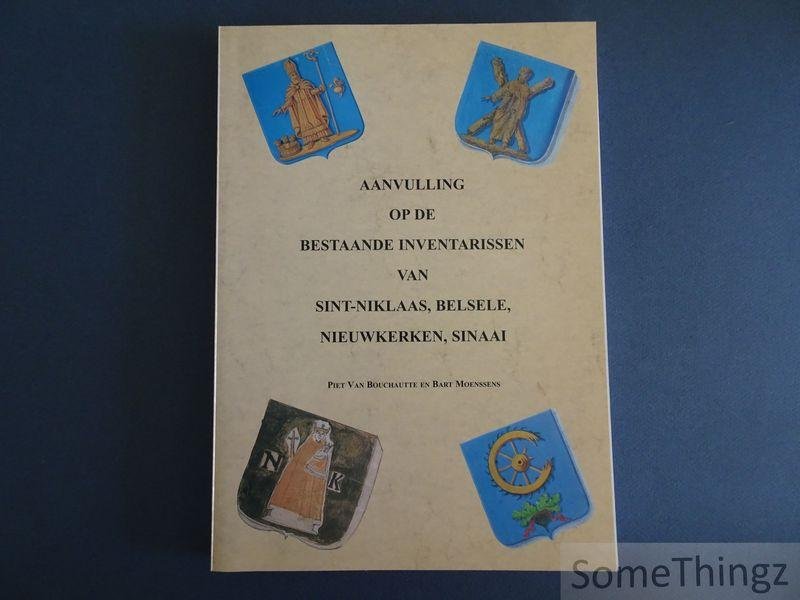 AANVULLING
OP DE
BESTAANDE INVENTARISSEN
VAN
SINT-NIKLAAS, BELSELE,
NIEUWKERKEN, SINAAI
PIET VAN BOUCHAUTTE EN BART MOENSSENS
N K
SomeThingz